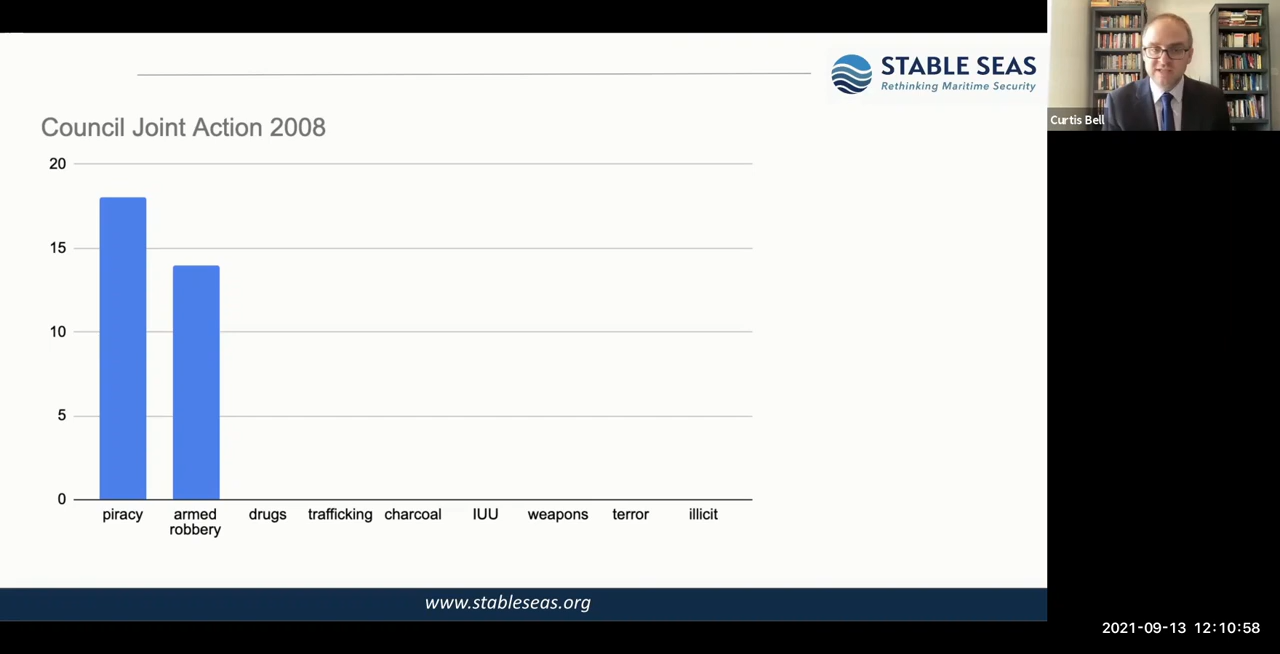 STABLE SEAS
Rethinking Maritime Security
Curtis Bell
Council Joint Action 2008
20
15
10
5
0
piracy
armed
robbery
drugs
trafficking
charcoal
IUU
weapons
terror
illicit
www.stableseas.org
2021-09-13 12:10:58